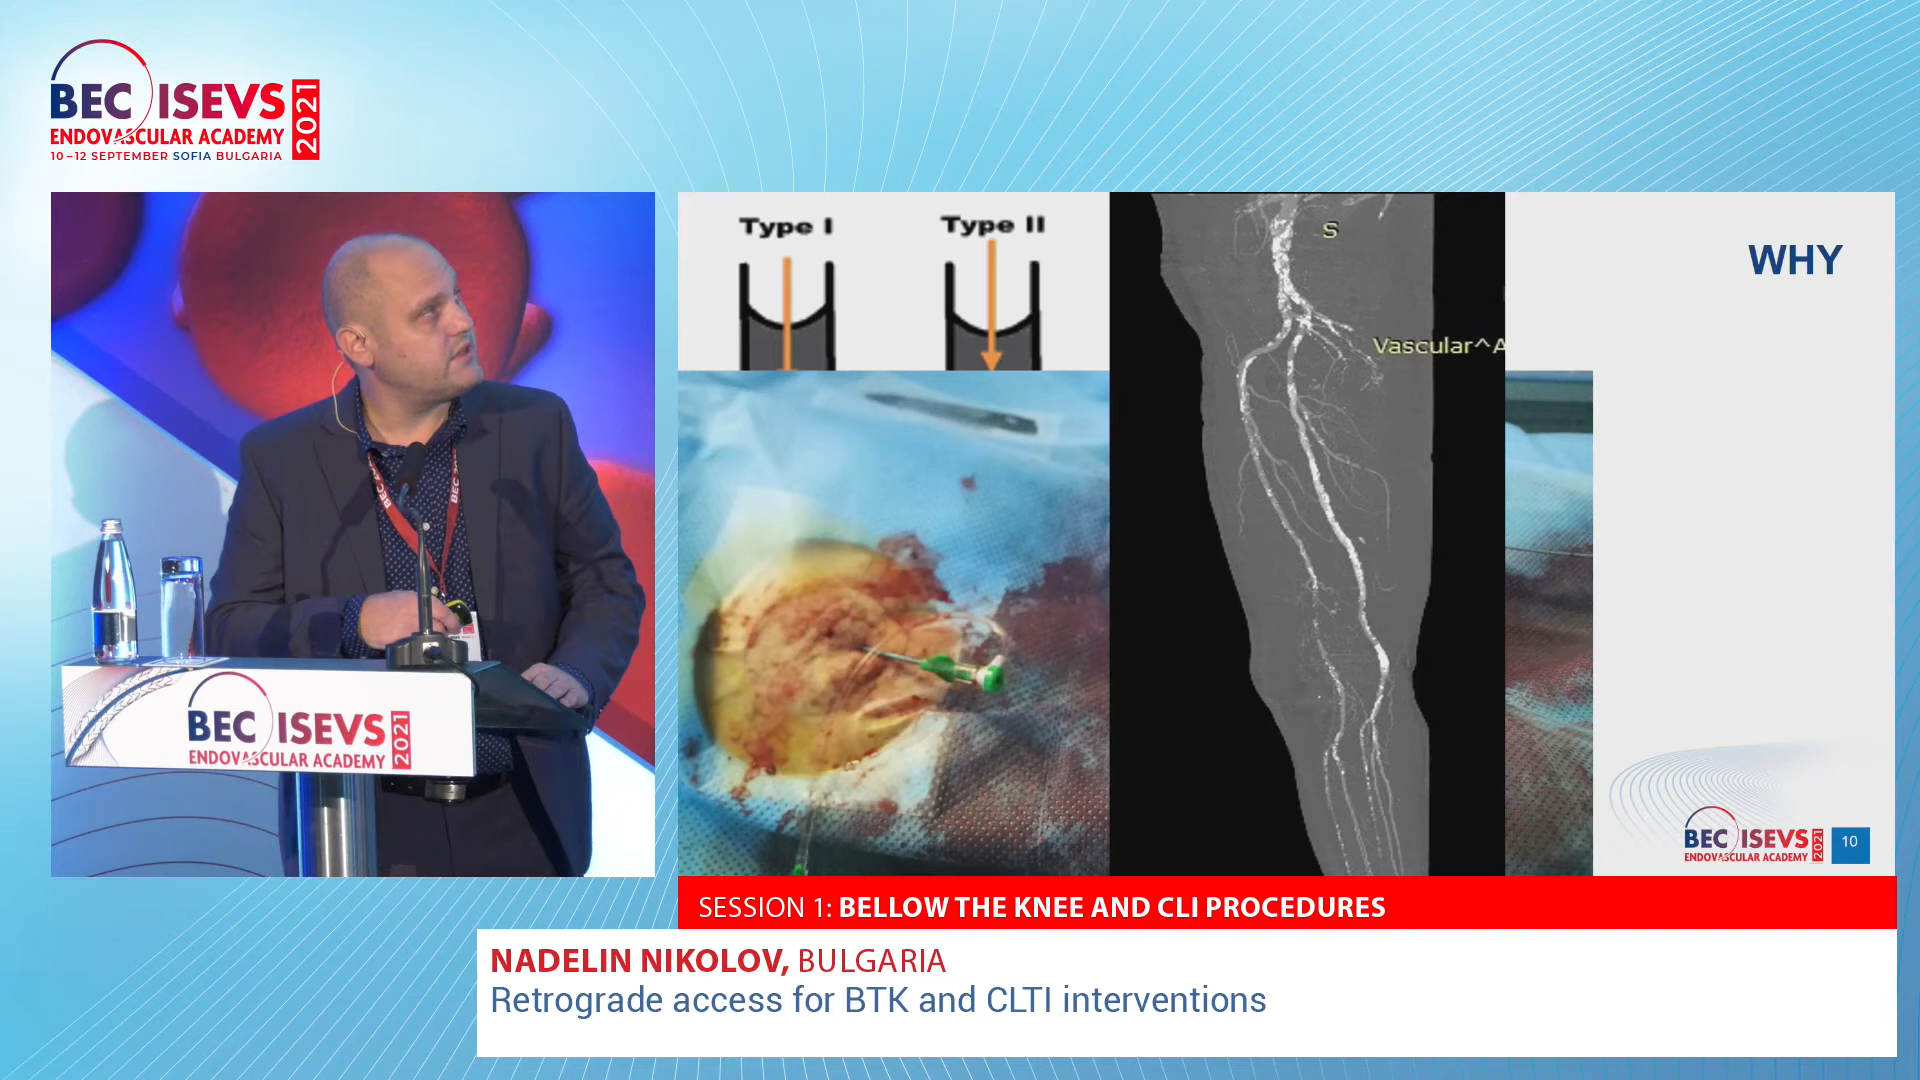 BEC ISEVS 2021
ENDOVASCULAR ACADEMY
10–12 SEPTEMBER SOFIA BULGARIA
Type I
Type II
S
Vascular^A
WHY
BEC
BEC
BEC ISEVS 2021
ENDOVASCULAR ACADEMY
BEC ISEVS 2021
ENDOVASCULAR ACADEMY
10
SESSION 1: BELLOW THE KNEE AND CLI PROCEDURES
NADELIN NIKOLOV, BULGARIA
Retrograde access for BTK and CLTI interventions